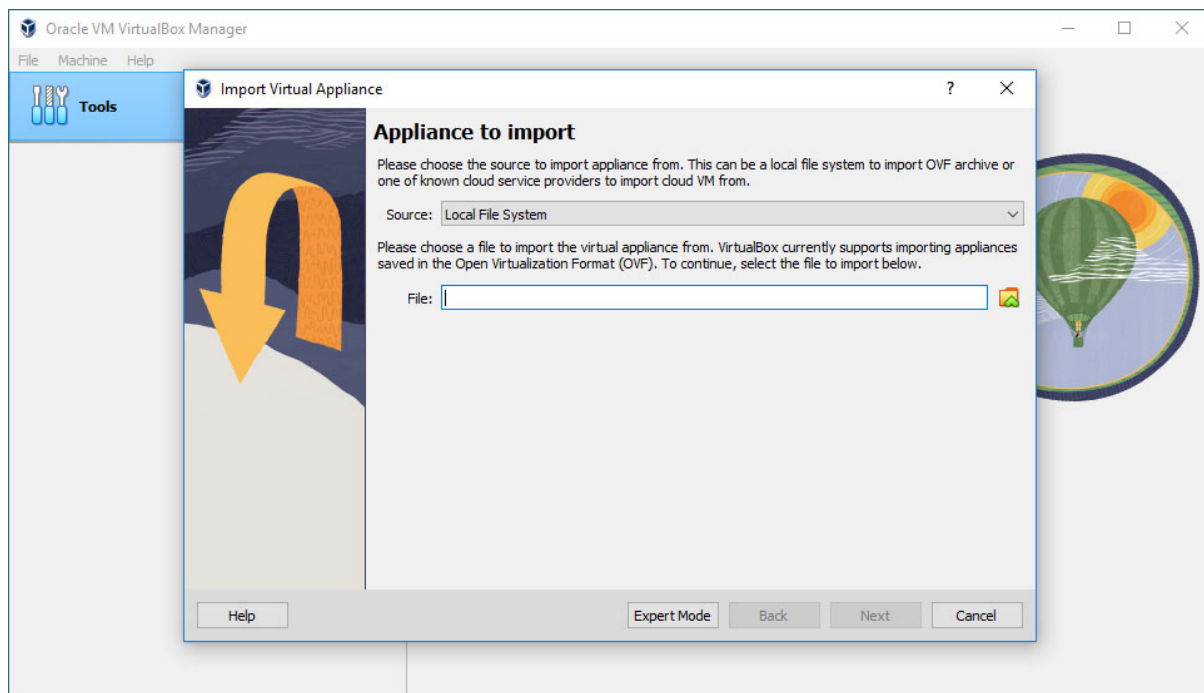 Oracle VM VirtualBox Manager
File Machine Help
Tools
Import Virtual Appliance
?
Appliance to import
Please choose the source to import appliance from. This can be a local file system to import OVF archive or
one of known cloud service providers to import cloud VM from.
Source: Local File System
Please choose a file to import the virtual appliance from. VirtualBox currently supports importing appliances
saved in the Open Virtualization Format (OVF). To continue, select the file to import below.
File:
Help Expert Mode Back Next Cancel